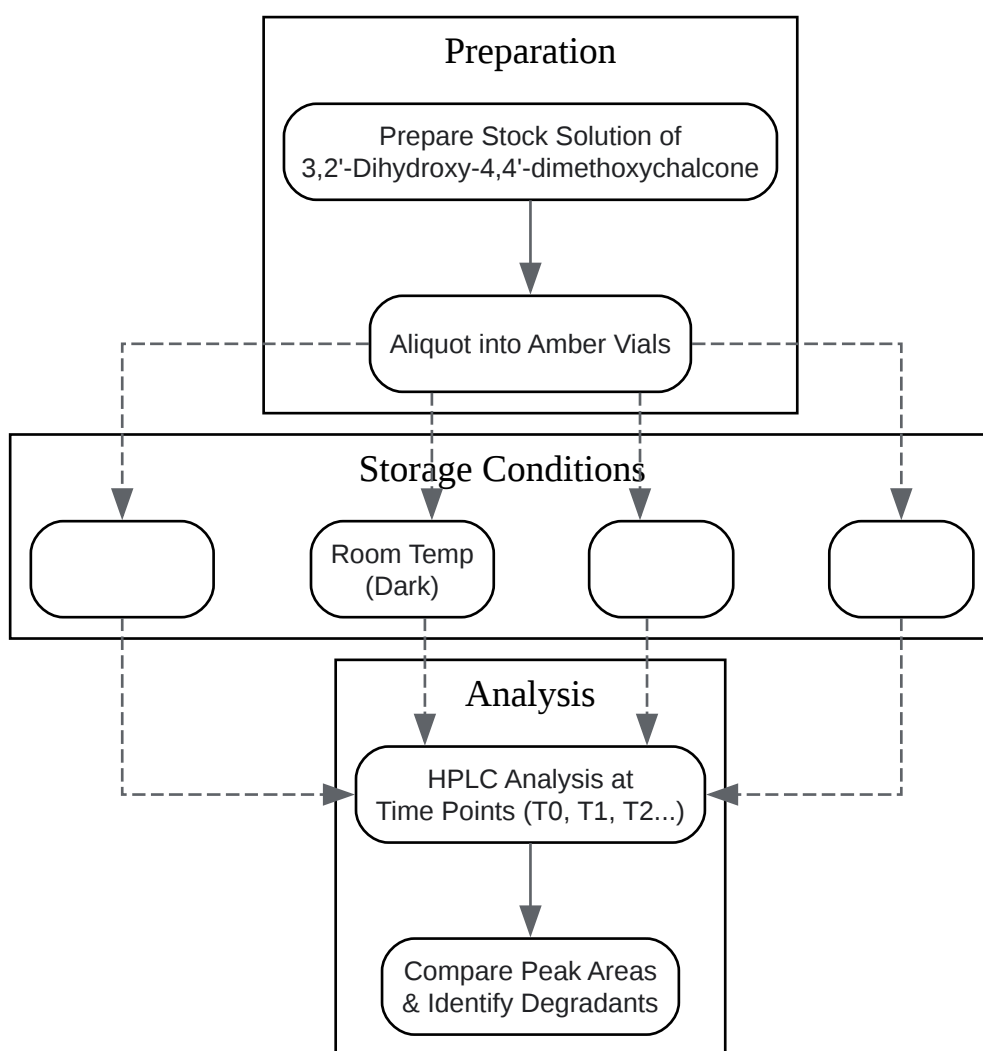 Preparation
Prepare Stock Solution of
3,2'-Dihydroxy-4,4'-dimethoxychalcone
Aliquot into Amber Vials
Storage Conditions
Room Temp
(Dark)
Analysis
HPLC Analysis at
Time Points (T0, T1, T2...)
Compare Peak Areas
& Identify Degradants